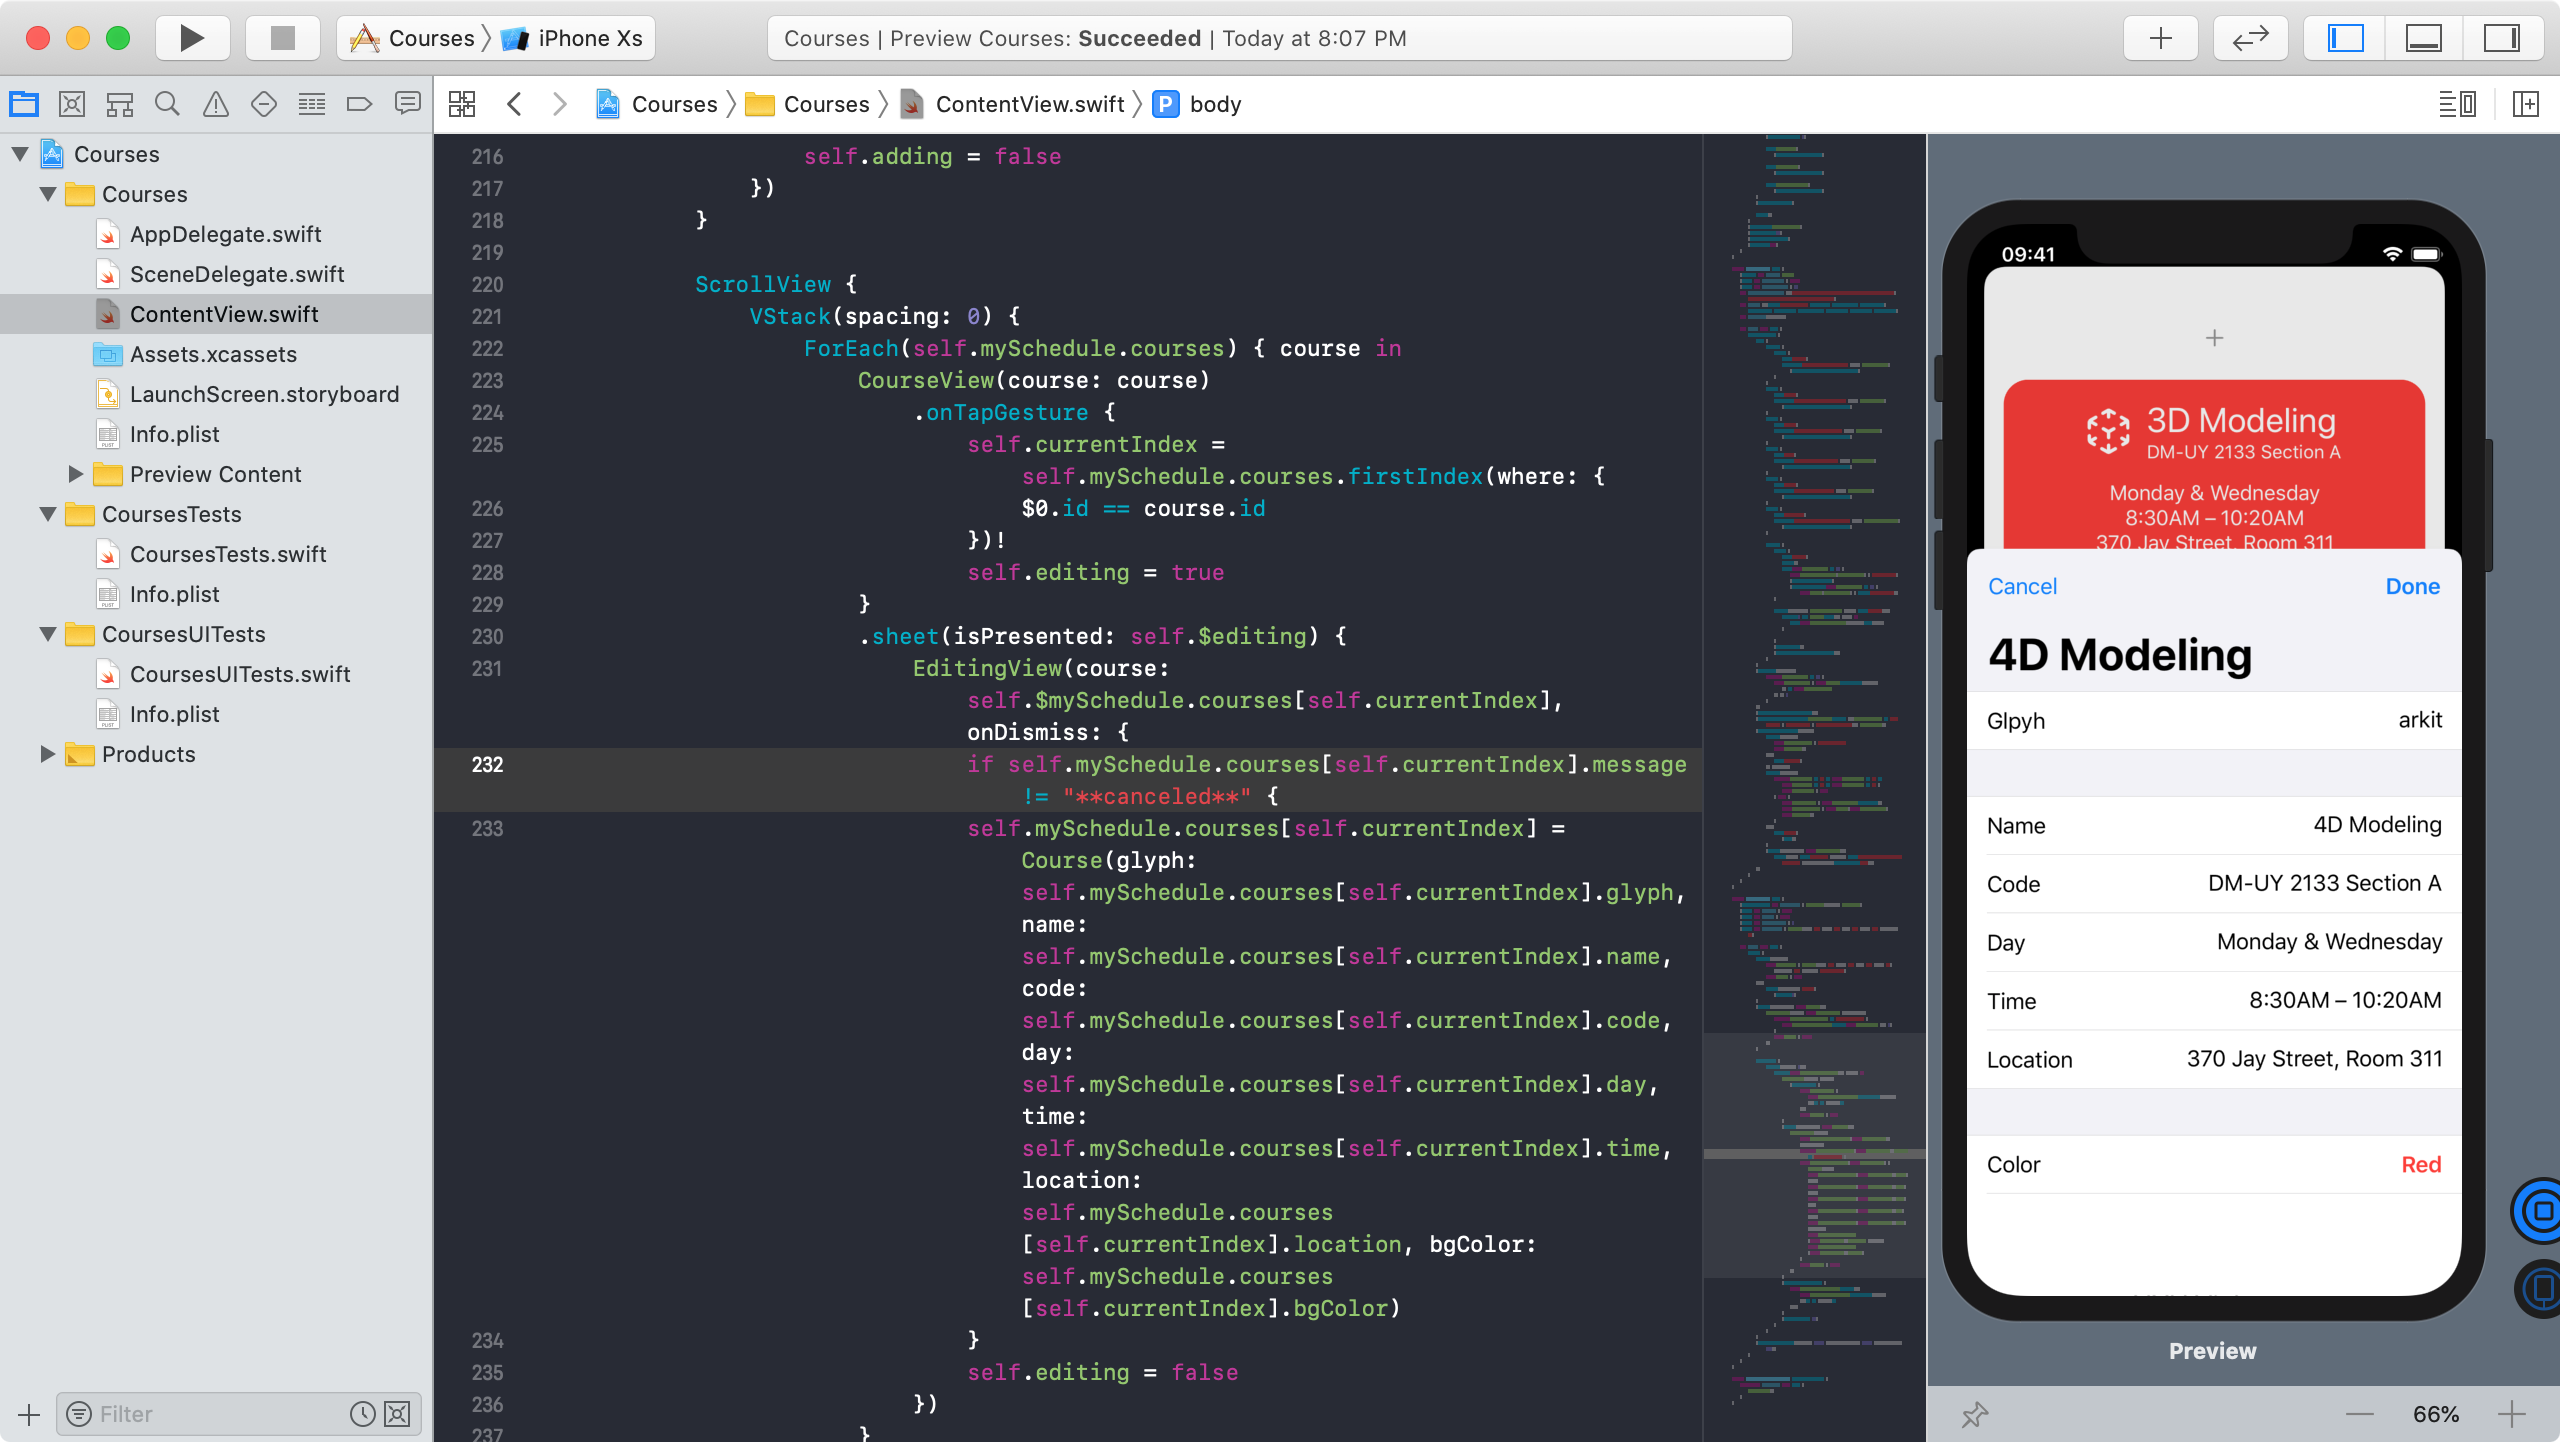 Courses
iPhone Xs
Courses | Preview Courses: Succeeded | Today at 8:07 PM
Courses
Courses
ContentView.swift
P
body
Courses
Courses
AppDelegate.swift
SceneDelegate.swift
ContentView.swift
Assets.xcassets
LaunchScreen.storyboard
Info.plist
Preview Content
CoursesTests
CoursesTests.swift
Info.plist
CoursesUITests
CoursesUITests.swift
Info.plist
Products
Filter
216 self.adding = false
217 })
218 }
219
220 ScrollView {
221 VStack(spacing: 0) {
222 ForEach(self.mySchedule.courses) { course in
223 CourseView(course: course)
224 .onTapGesture {
225 self.currentIndex =
self.mySchedule.courses.firstIndex(where: {
226 $0.id == course.id
227 })!
228 self.editing = true
229 }
230 .sheet(isPresented: self.$editing) {
231 EditingView(course:
self.$mySchedule.courses[self.currentIndex],
onDismiss: {
232 if self.mySchedule.courses[self.currentIndex].message
!= "**canceled**" {
233 self.mySchedule.courses[self.currentIndex] =
Course(glyph:
self.mySchedule.courses[self.currentIndex].glyph,
name:
self.mySchedule.courses[self.currentIndex].name,
code:
self.mySchedule.courses[self.currentIndex].code,
day:
self.mySchedule.courses[self.currentIndex].day,
time:
self.mySchedule.courses[self.currentIndex].time,
location:
self.mySchedule.courses
[self.currentIndex].location, bgColor:
self.mySchedule.courses
[self.currentIndex].bgColor)
234 }
235 self.editing = false
236 })
237 }
09:41
3D Modeling
DM-UY 2133 Section A
Monday & Wednesday
8:30AM – 10:20AM
370 Jay Street, Room 311
Cancel Done
4D Modeling
Glpyh arkit
Name 4D Modeling
Code DM-UY 2133 Section A
Day Monday & Wednesday
Time 8:30AM – 10:20AM
Location 370 Jay Street, Room 311
Color Red
Preview
66%